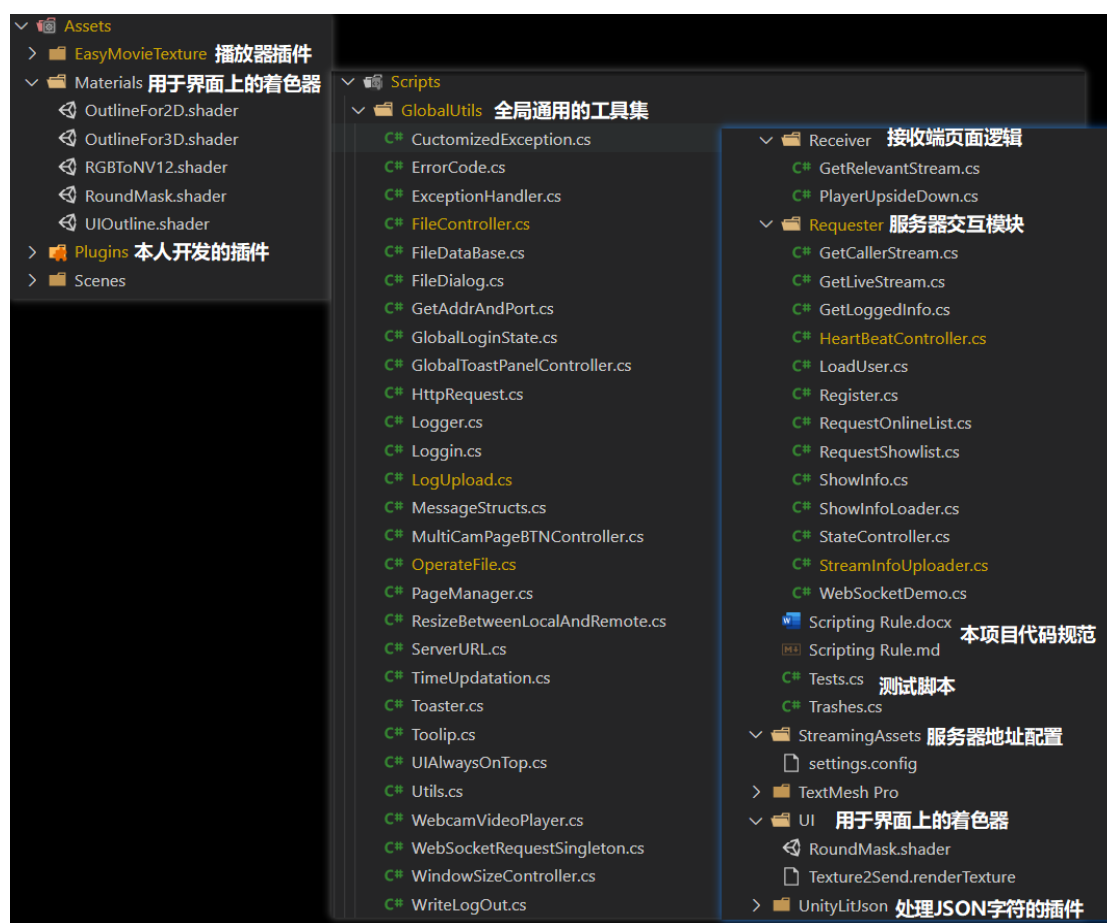 Assets
EasyMovieTexture 播放器插件
Materials 用于界面上的着色器
OutlineFor2D.shader
OutlineFor3D.shader
RGBToNV12.shader
RoundMask.shader
UIOutline.shader
Plugins 本人开发的插件
Scenes
Scripts
GlobalUtils 全局通用的工具集
C# CuctomizedException.cs
C# ErrorCode.cs
C# ExceptionHandler.cs
C# FileController.cs
C# FileDataBase.cs
C# FileDialog.cs
C# GetAddrAndPort.cs
C# GlobalLoginState.cs
C# GlobalToastPanelController.cs
C# HttpRequest.cs
C# Logger.cs
C# Loggin.cs
C# LogUpload.cs
C# MessageStructs.cs
C# MultiCamPageBTNController.cs
C# OperateFile.cs
C# PageManager.cs
C# ResizeBetweenLocalAndRemote.cs
C# ServerURL.cs
C# TimeUpdatation.cs
C# Toaster.cs
C# Toolip.cs
C# UIAlwaysOnTop.cs
C# Utils.cs
C# WebcamVideoPlayer.cs
C# WebSocketRequestSingleton.cs
C# WindowSizeController.cs
C# WriteLogOut.cs
Receiver 接收端页面逻辑
C# GetRelevantStream.cs
C# PlayerUpsideDown.cs
Requester 服务器交互模块
C# GetCallerStream.cs
C# GetLiveStream.cs
C# GetLoggedInfo.cs
C# HeartBeatController.cs
C# LoadUser.cs
C# Register.cs
C# RequestOnlineList.cs
C# RequestShowlist.cs
C# ShowInfo.cs
C# ShowInfoLoader.cs
C# StateController.cs
C# StreamInfoUploader.cs
C# WebSocketDemo.cs
Scripting Rule.docx
本项目代码规范
Scripting Rule.md
C# Tests.cs 测试脚本
C# Trashes.cs
StreamingAssets 服务器地址配置
settings.config
TextMesh Pro
UI 用于界面上的着色器
RoundMask.shader
Texture2Send.renderTexture
UnityLitJson 处理JSON字符的插件